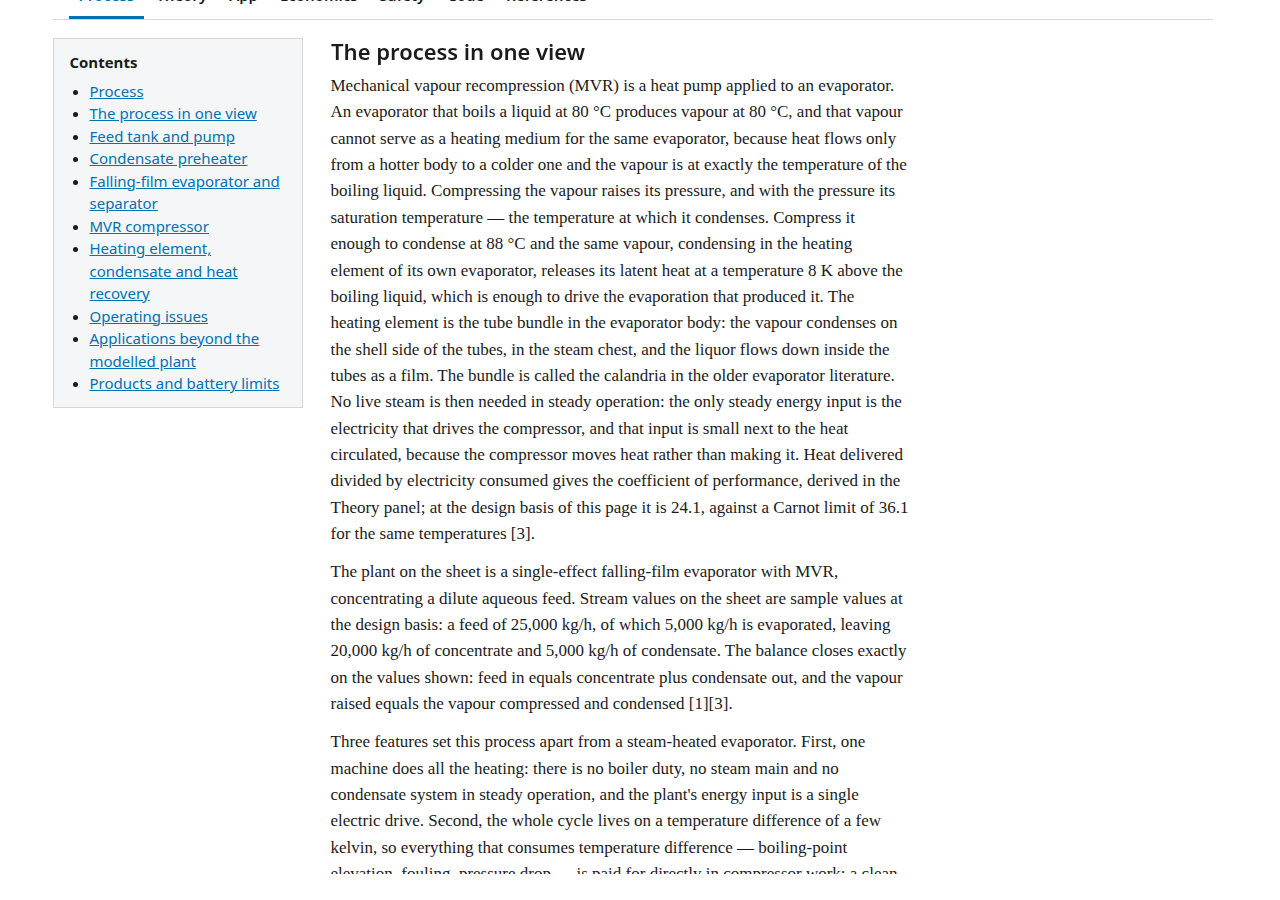 Process Theory App Economics Safety Code References
Contents
Process
The process in one view
Feed tank and pump
Condensate preheater
Falling-film evaporator and
separator
MVR compressor
Heating element,
condensate and heat
recovery
Operating issues
Applications beyond the
modelled plant
Products and battery limits
The process in one view
Mechanical vapour recompression (MVR) is a heat pump applied to an evaporator.
An evaporator that boils a liquid at 80 °C produces vapour at 80 °C, and that vapour
cannot serve as a heating medium for the same evaporator, because heat flows only
from a hotter body to a colder one and the vapour is at exactly the temperature of the
boiling liquid. Compressing the vapour raises its pressure, and with the pressure its
saturation temperature — the temperature at which it condenses. Compress it
enough to condense at 88 °C and the same vapour, condensing in the heating
element of its own evaporator, releases its latent heat at a temperature 8 K above the
boiling liquid, which is enough to drive the evaporation that produced it. The
heating element is the tube bundle in the evaporator body: the vapour condenses on
the shell side of the tubes, in the steam chest, and the liquor flows down inside the
tubes as a film. The bundle is called the calandria in the older evaporator literature.
No live steam is then needed in steady operation: the only steady energy input is the
electricity that drives the compressor, and that input is small next to the heat
circulated, because the compressor moves heat rather than making it. Heat delivered
divided by electricity consumed gives the coefficient of performance, derived in the
Theory panel; at the design basis of this page it is 24.1, against a Carnot limit of 36.1
for the same temperatures [3].
The plant on the sheet is a single-effect falling-film evaporator with MVR,
concentrating a dilute aqueous feed. Stream values on the sheet are sample values at
the design basis: a feed of 25,000 kg/h, of which 5,000 kg/h is evaporated, leaving
20,000 kg/h of concentrate and 5,000 kg/h of condensate. The balance closes exactly
on the values shown: feed in equals concentrate plus condensate out, and the vapour
raised equals the vapour compressed and condensed [1][3].
Three features set this process apart from a steam-heated evaporator. First, one
machine does all the heating: there is no boiler duty, no steam main and no
condensate system in steady operation, and the plant's energy input is a single
electric drive. Second, the whole cycle lives on a temperature difference of a few
kelvin, so everything that consumes temperature difference — boiling-point
elevation, fouling, pressure drop — is paid for directly in compressor work: a clean